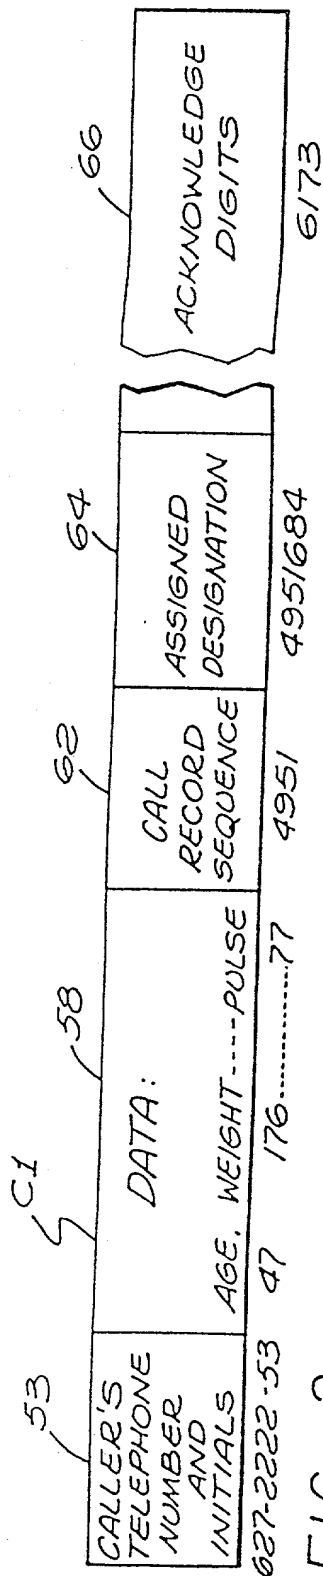 C1
53
58
62
64
66
CALLER'S
TELEPHONE
NUMBER
AND
INITIALS
DATA:
AGE, WEIGHT----PULSE
CALL
RECORD
SEQUENCE
ASSIGNED
DESIGNATION
ACKNOWLEDGE
DIGITS
627-2222-53
47
176............77
4951
4951684
6173